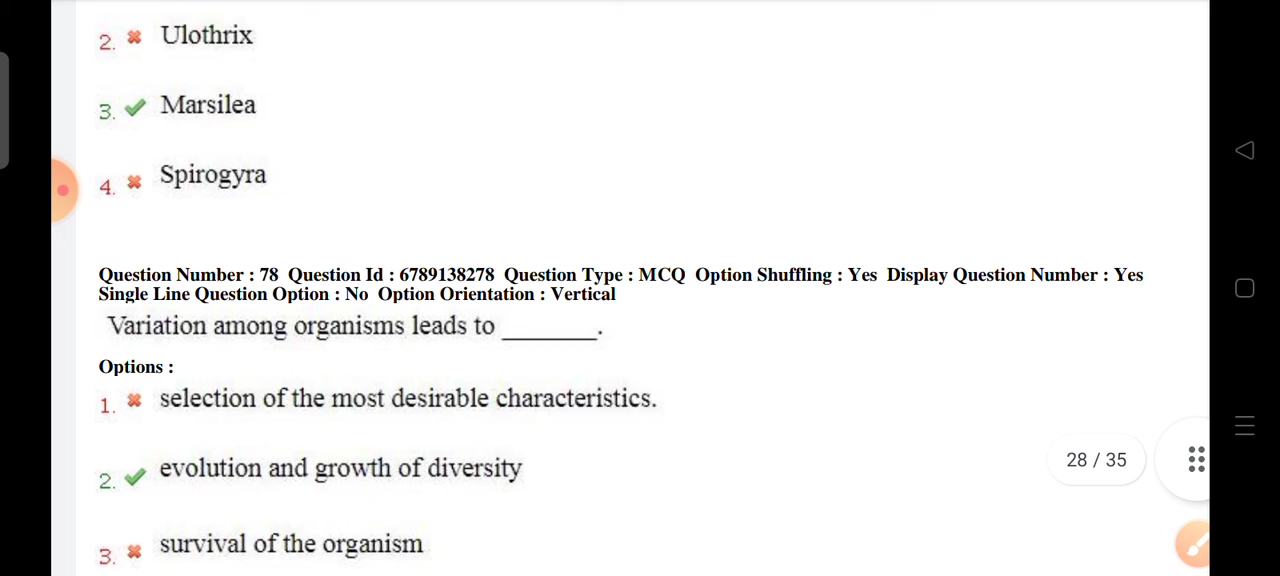 2. Ulothrix
3. Marsilea
4. Spirogyra
Question Number : 78 Question Id : 6789138278 Question Type : MCQ Option Shuffling : Yes Display Question Number : Yes
Single Line Question Option : No Option Orientation : Vertical
Variation among organisms leads to _______.
Options :
1. selection of the most desirable characteristics.
2. evolution and growth of diversity
28 / 35
3. survival of the organism